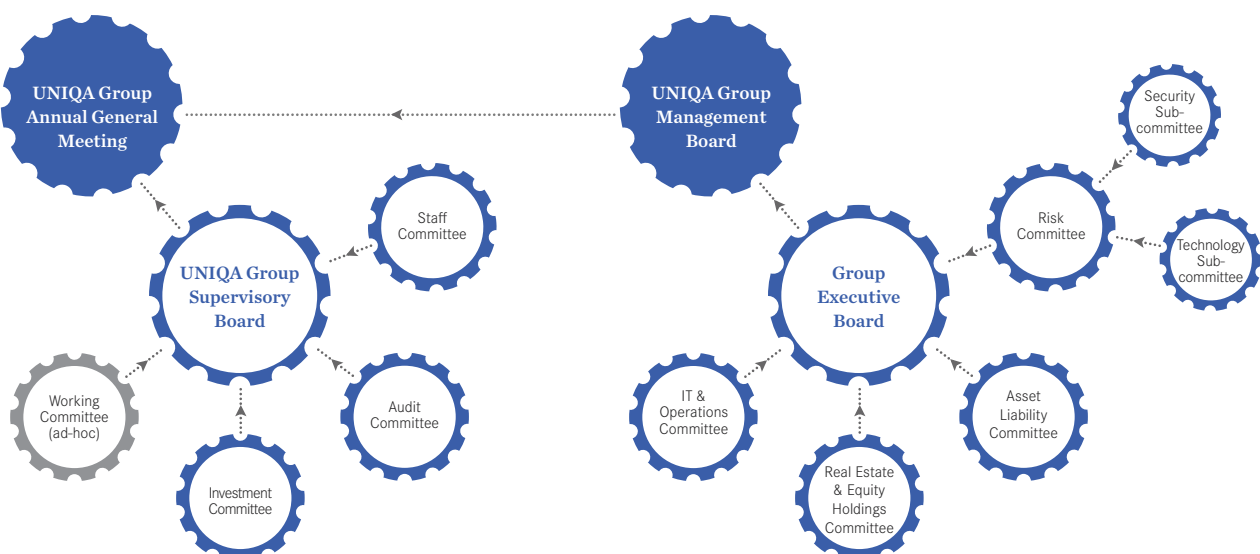 UNIQA Group
Annual General
Meeting
UNIQA Group
Management
Board
Security
Sub-
committee
Staff
Committee
Risk
Committee
Technology
Sub-
committee
UNIQA Group
Supervisory
Board
Group
Executive
Board
Working
Committee
(ad-hoc)
Audit
Committee
IT &
Operations
Committee
Asset
Liability
Committee
Investment
Committee
Real Estate
& Equity
Holdings
Committee